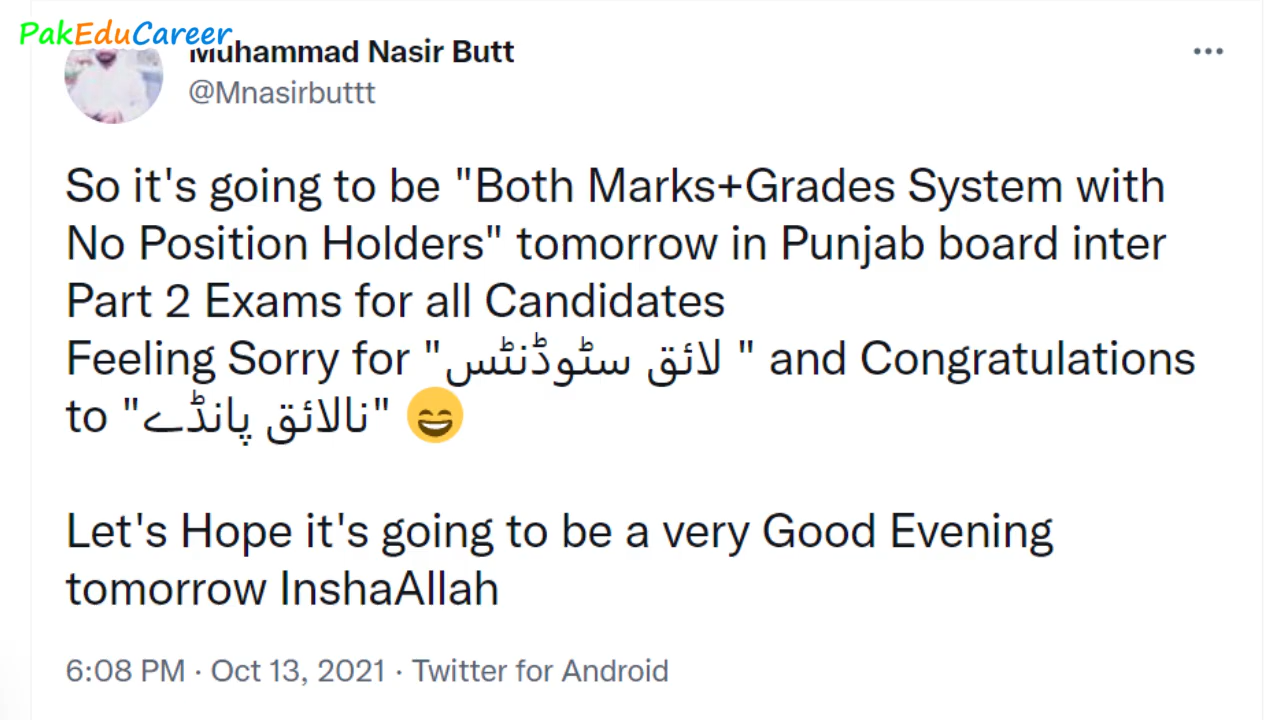 PakEduCareer
Muhammad Nasir Butt
@Mnasirbuttt
So it's going to be "Both Marks+Grades System with
No Position Holders" tomorrow in Punjab board inter
Part 2 Exams for all Candidates
Feeling Sorry for "لائق سٹوڈنٹس " and Congratulations
to "نالائق پانڈے" 😄
Let's Hope it's going to be a very Good Evening
tomorrow InshaAllah
6:08 PM · Oct 13, 2021 · Twitter for Android